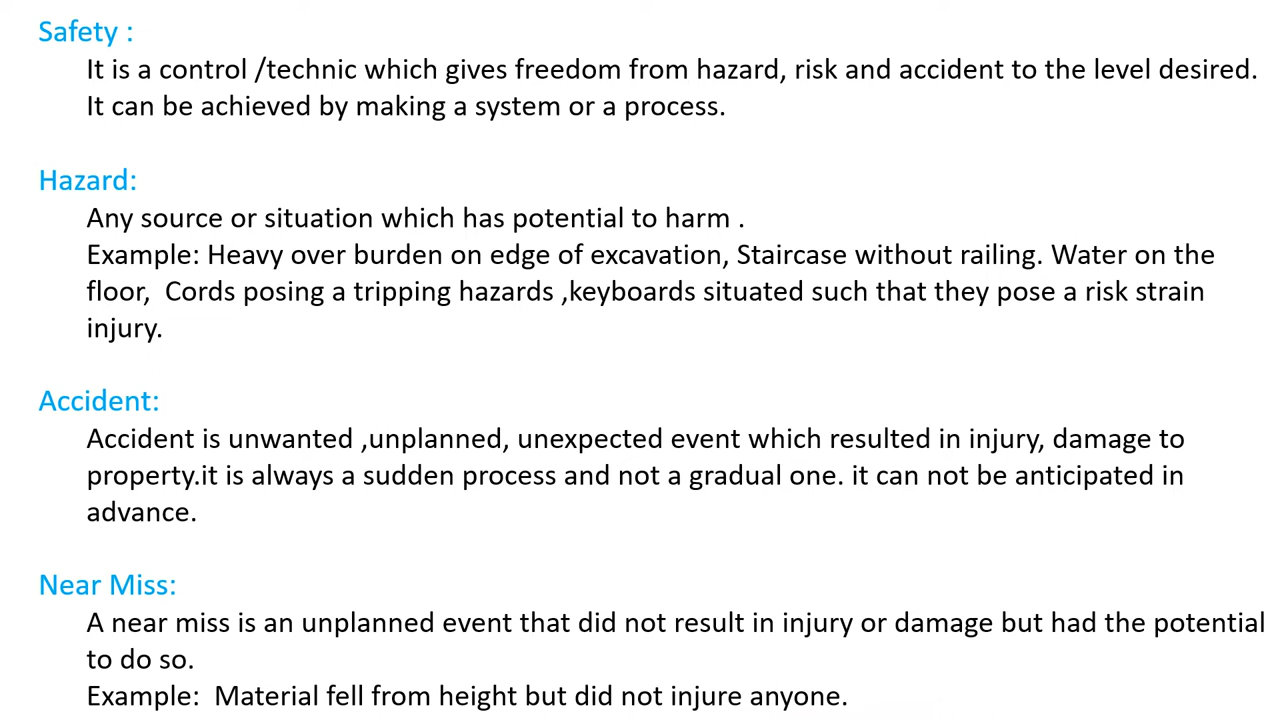 Safety :
It is a control /technic which gives freedom from hazard, risk and accident to the level desired.
It can be achieved by making a system or a process.
Hazard:
Any source or situation which has potential to harm .
Example: Heavy over burden on edge of excavation, Staircase without railing. Water on the
floor,  Cords posing a tripping hazards ,keyboards situated such that they pose a risk strain
injury.
Accident:
Accident is unwanted ,unplanned, unexpected event which resulted in injury, damage to
property.it is always a sudden process and not a gradual one. it can not be anticipated in
advance.
Near Miss:
A near miss is an unplanned event that did not result in injury or damage but had the potential
to do so.
Example:  Material fell from height but did not injure anyone.